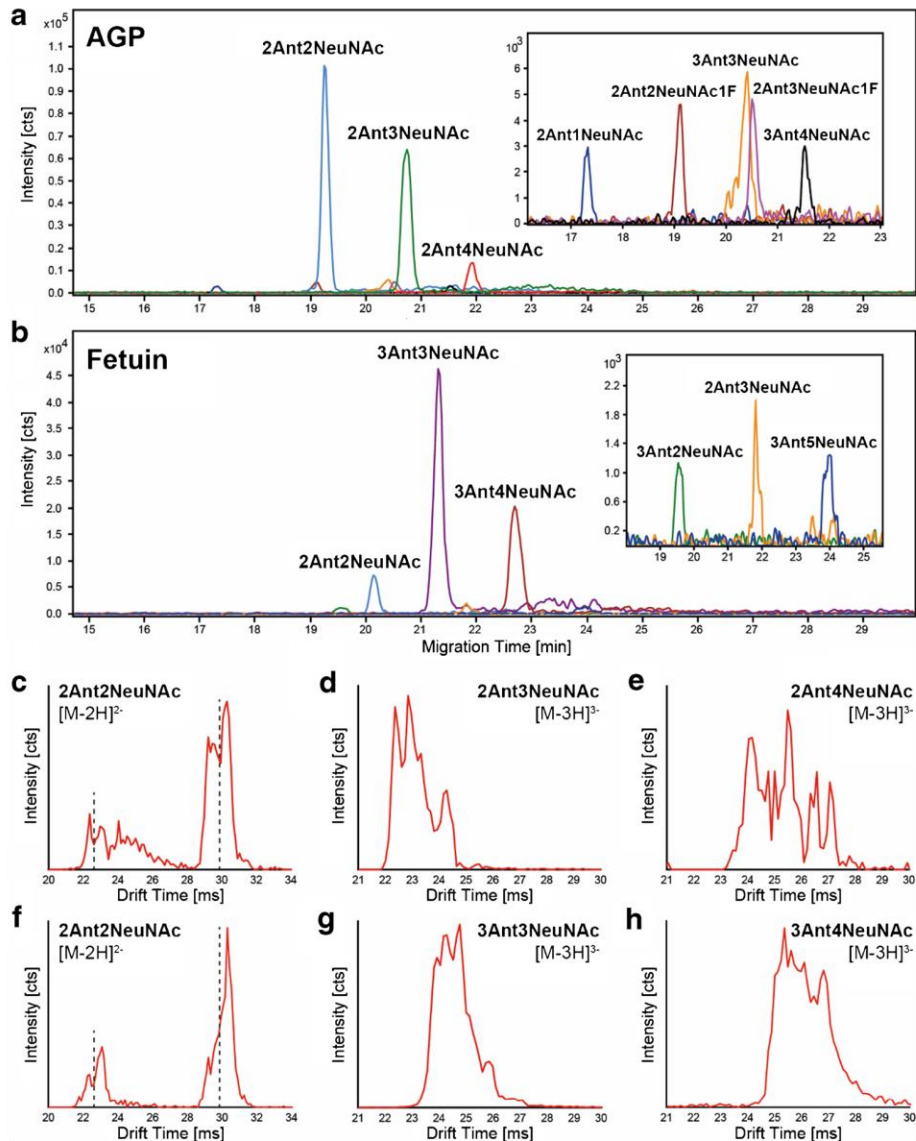 a
x10⁵
AGP
1.1
1.0
0.9
0.8
0.7
0.6
0.5
0.4
0.3
0.2
0.1
0.0
Intensity [cts]
2Ant2NeuNAc
2Ant3NeuNAc
2Ant4NeuNAc
15 16 17 18 19 20 21 22 23 24 25 26 27 28 29
10³
6
5
4
3
2
1
0
3Ant3NeuNAc
2Ant2NeuNAc1F
2Ant3NeuNAc1F
2Ant1NeuNAc
3Ant4NeuNAc
17 18 19 20 21 22 23
b
x10⁴
Fetuin
4.5
4.0
3.5
3.0
2.5
2.0
1.5
1.0
0.5
0.0
Intensity [cts]
3Ant3NeuNAc
3Ant4NeuNAc
2Ant2NeuNAc
15 16 17 18 19 20 21 22 23 24 25 26 27 28 29
Migration Time [min]
10³
2.2
1.8
1.4
1.0
0.6
0.2
2Ant3NeuNAc
3Ant2NeuNAc
3Ant5NeuNAc
19 20 21 22 23 24 25
c
2Ant2NeuNAc
[M-2H]²⁻
Intensity [cts]
20 22 24 26 28 30 32 34
Drift Time [ms]
d
2Ant3NeuNAc
[M-3H]³⁻
Intensity [cts]
21 22 23 24 25 26 27 28 29 30
Drift Time [ms]
e
2Ant4NeuNAc
[M-3H]³⁻
Intensity [cts]
21 22 23 24 25 26 27 28 29 30
Drift Time [ms]
f
2Ant2NeuNAc
[M-2H]²⁻
Intensity [cts]
20 22 24 26 28 30 32 34
Drift Time [ms]
g
3Ant3NeuNAc
[M-3H]³⁻
Intensity [cts]
21 22 23 24 25 26 27 28 29 30
Drift Time [ms]
h
3Ant4NeuNAc
[M-3H]³⁻
Intensity [cts]
21 22 23 24 25 26 27 28 29 30
Drift Time [ms]